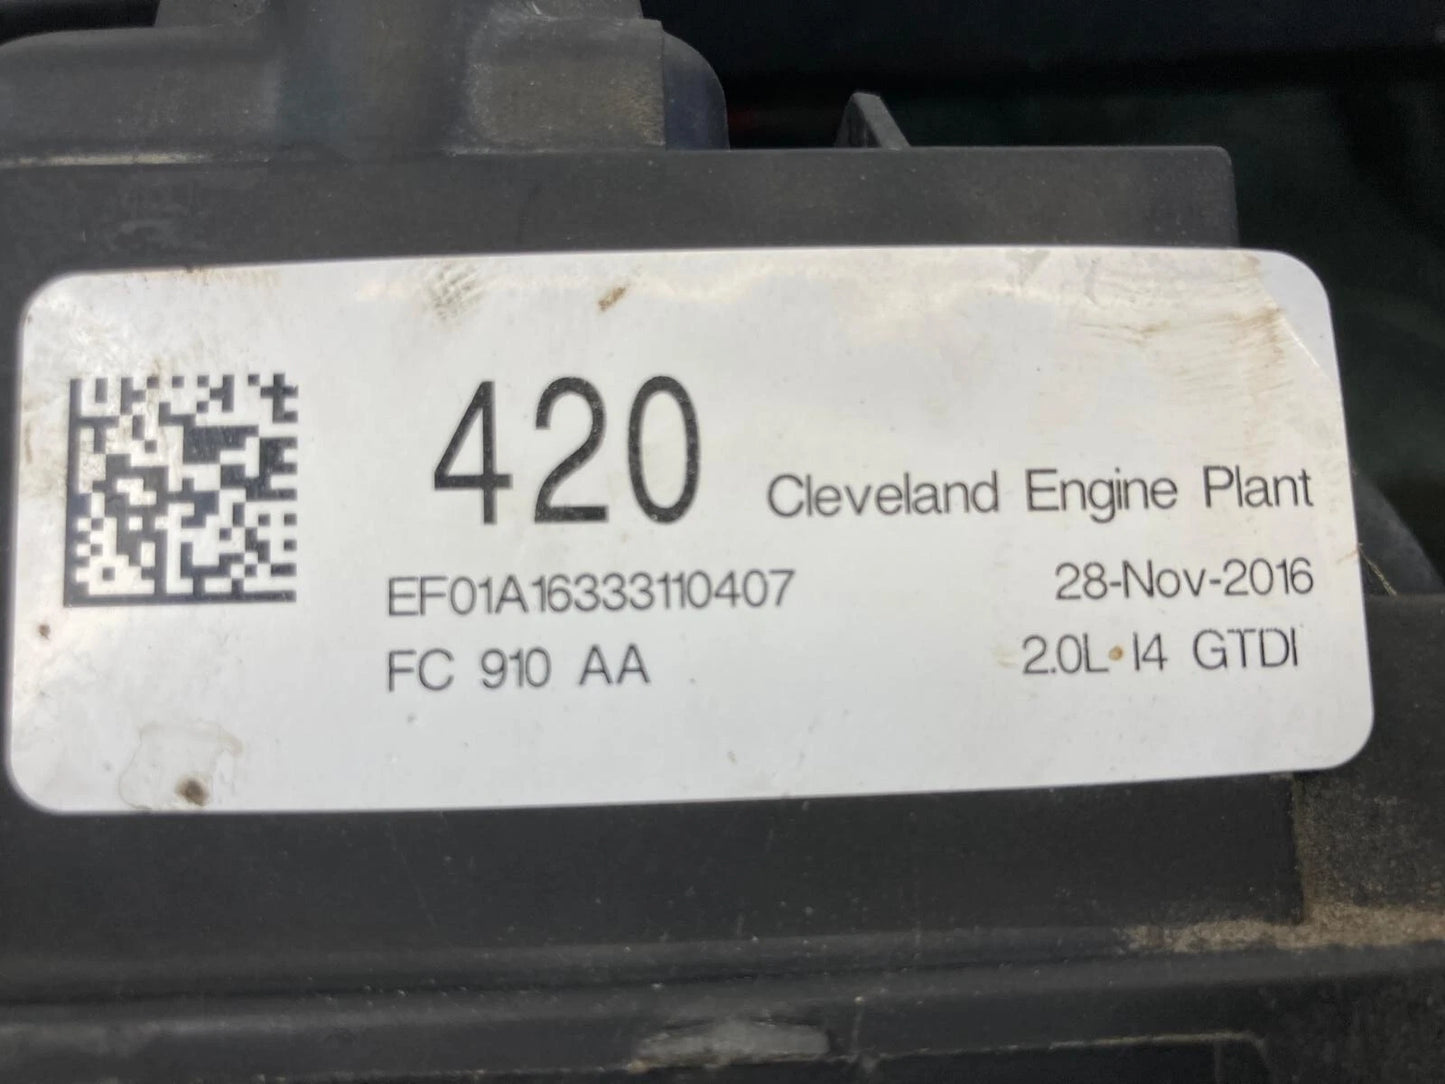 420 Cleveland Engine Plant
EF01A16333110407 28-Nov-2016
FC 910 AA 2.0L I4 GTDI